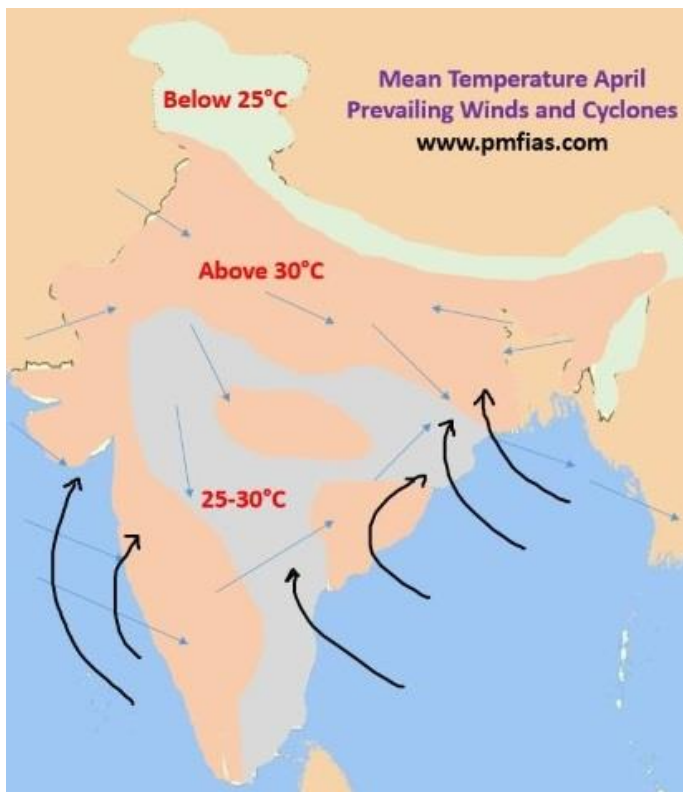 Mean Temperature April
Prevailing Winds and Cyclones
www.pmfias.com
Below 25°C
Above 30°C
25-30°C